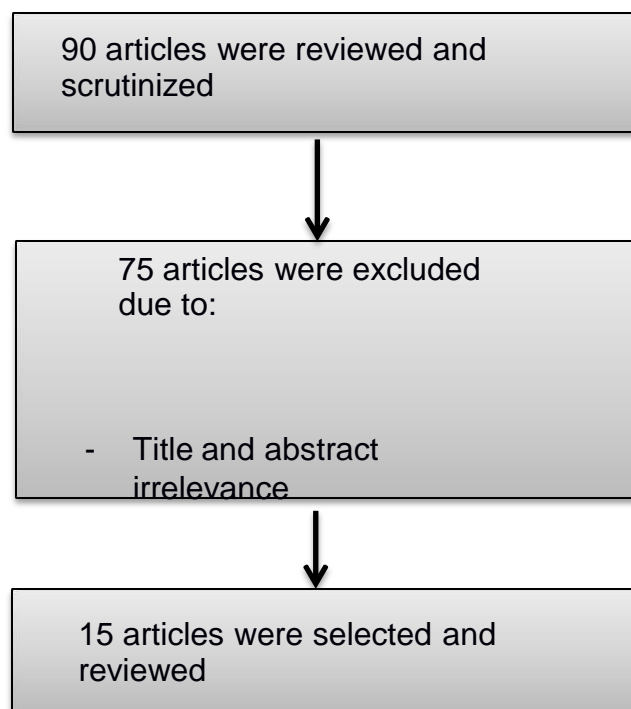 90 articles were reviewed and
scrutinized
75 articles were excluded
due to:
- Title and abstract
irrelevance
15 articles were selected and
reviewed